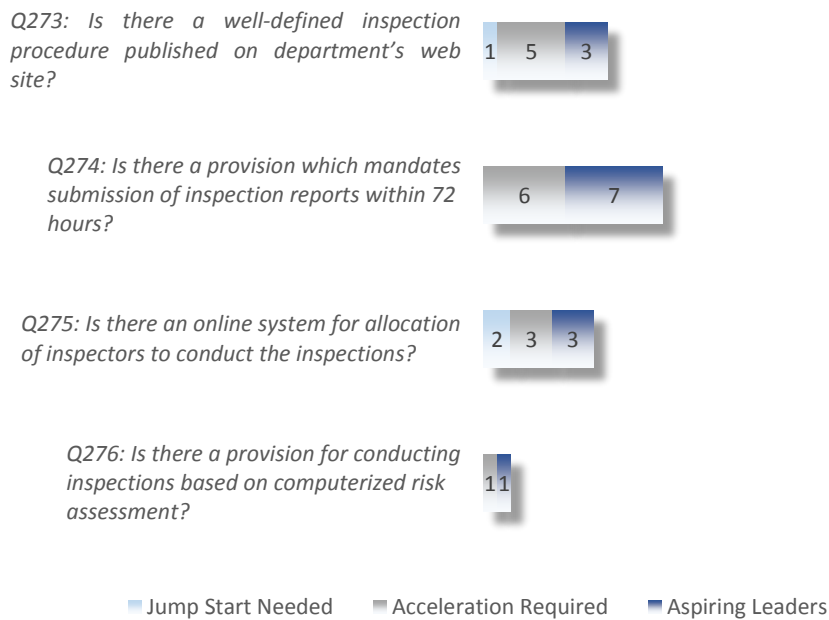 Q273: Is there a well-defined inspection
procedure published on department's web
site?
1 5 3
Q274: Is there a provision which mandates
submission of inspection reports within 72
hours?
6 7
Q275: Is there an online system for allocation
of inspectors to conduct the inspections?
2 3 3
Q276: Is there a provision for conducting
inspections based on computerized risk
assessment?
1 1
Jump Start Needed Acceleration Required Aspiring Leaders